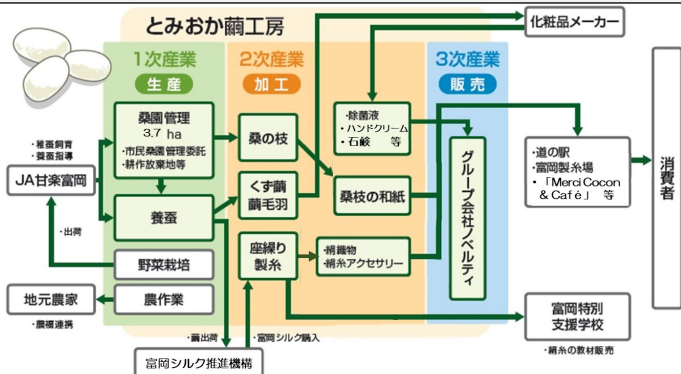 とみおか繭工房
化粧品メーカー
1次産業
生産
2次産業
加工
3次産業
販売
桑園管理
3.7 ha
・市民桑園管理委託
・耕作放棄地等
桑の枝
・除菌液
・ハンドクリーム
・石鹸 等
・稚蚕飼育
・養蚕指導
JA甘楽富岡
養蚕
くず繭
繭毛羽
桑枝の和紙
グループ会社ノベルティ
・道の駅
・富岡製糸場
・「Merci Cocon
& Café」 等
消費者
・出荷
野菜栽培
座繰り
製糸
・絹織物
・絹糸アクセサリー
地元農家
農作業
・農福連携
富岡特別
支援学校
・絹糸の教材販売
・繭出荷
・富岡シルク購入
富岡シルク推進機構